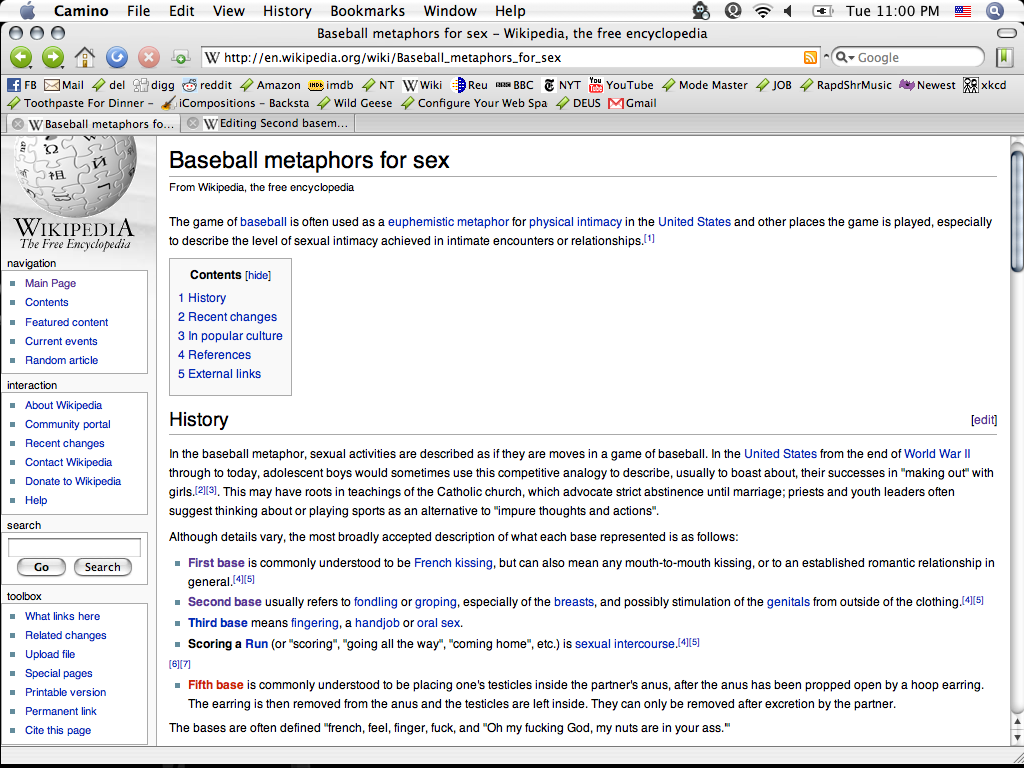 Camino File Edit View History Bookmarks Window Help Tue 11:00 PM
Baseball metaphors for sex – Wikipedia, the free encyclopedia
W http://en.wikipedia.org/wiki/Baseball_metaphors_for_sex Google
FB Mail del digg reddit Amazon imdb NT Wiki Reu BBC NYT YouTube Mode Master JOB RapdShrMusic Newest xkcd
Toothpaste For Dinner – iCompositions - Backsta Wild Geese Configure Your Web Spa DEUS Gmail
W Baseball metaphors fo... W Editing Second basem...
WIKIPEDIA
The Free Encyclopedia
navigation
Main Page
Contents
Featured content
Current events
Random article
interaction
About Wikipedia
Community portal
Recent changes
Contact Wikipedia
Donate to Wikipedia
Help
search
Go Search
toolbox
What links here
Related changes
Upload file
Special pages
Printable version
Permanent link
Cite this page
Baseball metaphors for sex
From Wikipedia, the free encyclopedia
The game of baseball is often used as a euphemistic metaphor for physical intimacy in the United States and other places the game is played, especially
to describe the level of sexual intimacy achieved in intimate encounters or relationships.[1]
Contents [hide]
1 History
2 Recent changes
3 In popular culture
4 References
5 External links
History [edit]
In the baseball metaphor, sexual activities are described as if they are moves in a game of baseball. In the United States from the end of World War II
through to today, adolescent boys would sometimes use this competitive analogy to describe, usually to boast about, their successes in "making out" with
girls.[2][3]. This may have roots in teachings of the Catholic church, which advocate strict abstinence until marriage; priests and youth leaders often
suggest thinking about or playing sports as an alternative to "impure thoughts and actions".
Although details vary, the most broadly accepted description of what each base represented is as follows:
First base is commonly understood to be French kissing, but can also mean any mouth-to-mouth kissing, or to an established romantic relationship in
general.[4][5]
Second base usually refers to fondling or groping, especially of the breasts, and possibly stimulation of the genitals from outside of the clothing.[4][5]
Third base means fingering, a handjob or oral sex.
Scoring a Run (or "scoring", "going all the way", "coming home", etc.) is sexual intercourse.[4][5]
[6][7]
Fifth base is commonly understood to be placing one's testicles inside the partner's anus, after the anus has been propped open by a hoop earring.
The earring is then removed from the anus and the testicles are left inside. They can only be removed after excretion by the partner.
The bases are often defined "french, feel, finger, fuck, and "Oh my fucking God, my nuts are in your ass.'"